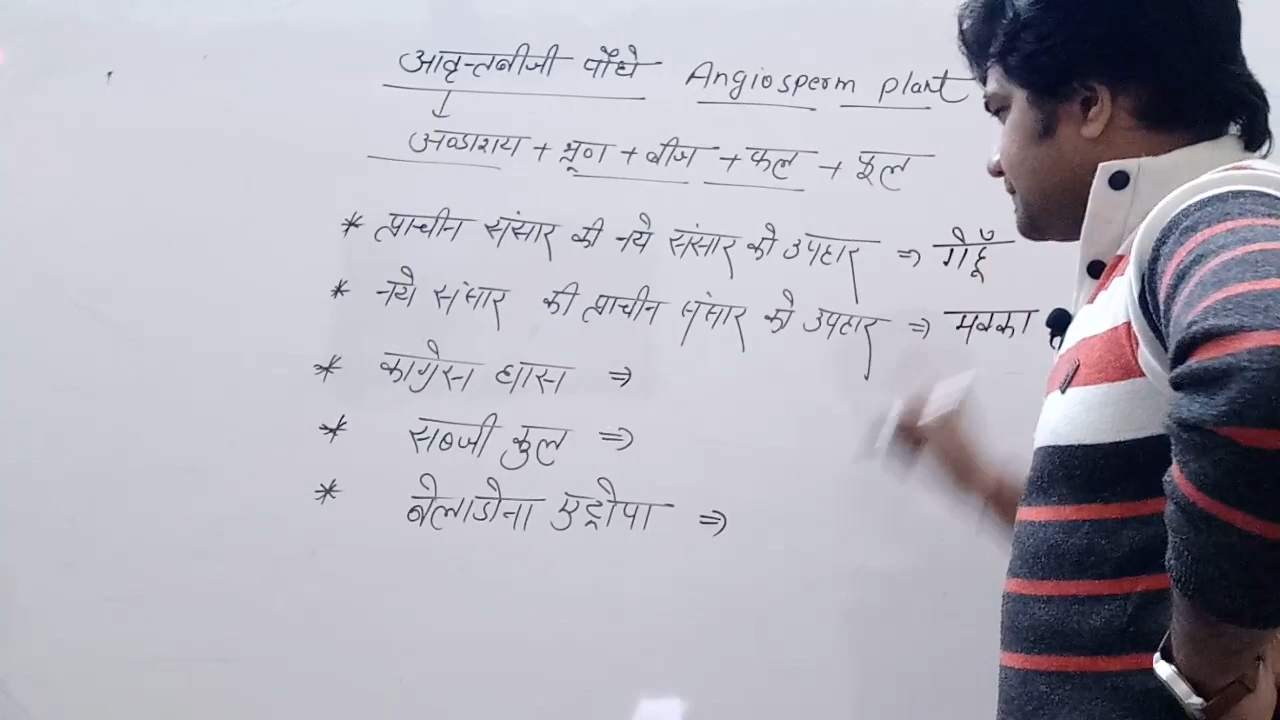 आवृन्तबीजी पौधे Angiosperm plant
↓
अण्डाशय + भ्रूण + बीज + फल + फूल
* प्राचीन संसार की नये संसार को उपहार ⇒ गेहूँ
* नये संसार की प्राचीन संसार को उपहार ⇒ मक्का
* कांग्रेस घास ⇒
* सब्जी कुल ⇒
* बेलाडोना एट्रोपा ⇒